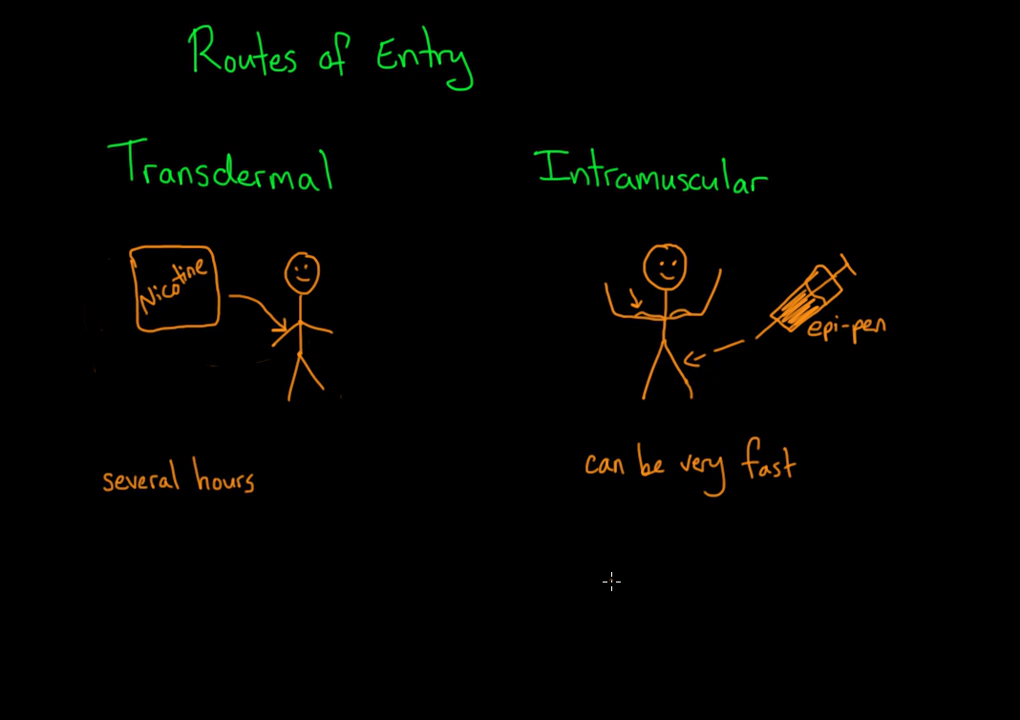 Routes of Entry
Transdermal
Intramuscular
Nicotine
epi-pen
several hours
can be very fast